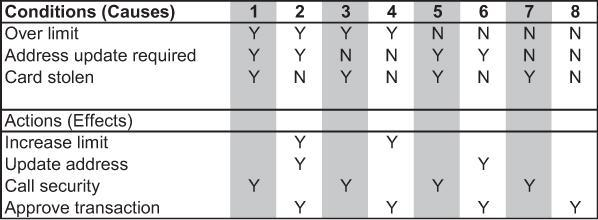 Conditions (Causes) 1 2 3 4 5 6 7 8
Over limit Y Y Y Y N N N N
Address update required Y Y N N Y Y N N
Card stolen Y N Y N Y N Y N
Actions (Effects)
Increase limit Y Y
Update address Y Y
Call security Y Y Y Y
Approve transaction Y Y Y Y